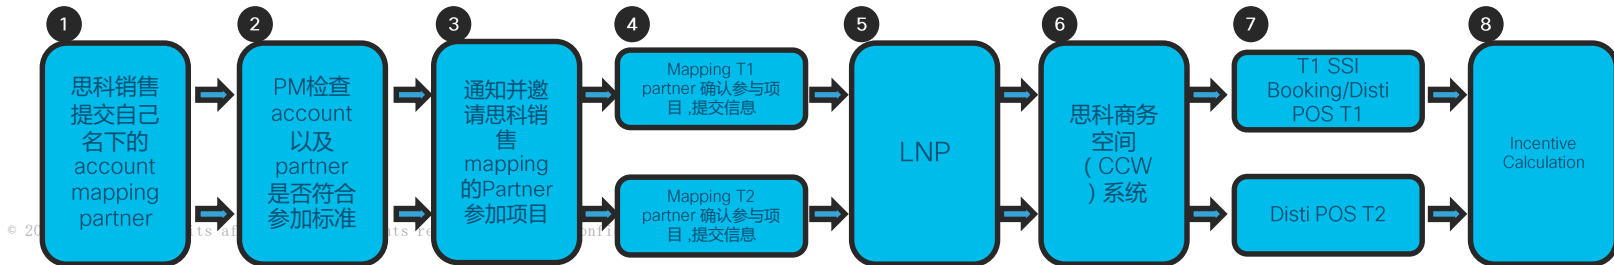 1
思科销售
提交自己
名下的
account
mapping
partner
2
PM检查
account
以及
partner
是否符合
参加标准
3
通知并邀
请思科销
售
mapping
的Partner
参加项目
4
Mapping T1
partner 确认参与项
目 ,提交信息
Mapping T2
partner 确认参与项
目 ,提交信息
5
LNP
6
思科商务
空间
( CCW
) 系统
7
T1 SSI
Booking/Disti
POS T1
Disti POS T2
8
Incentive
Calculation